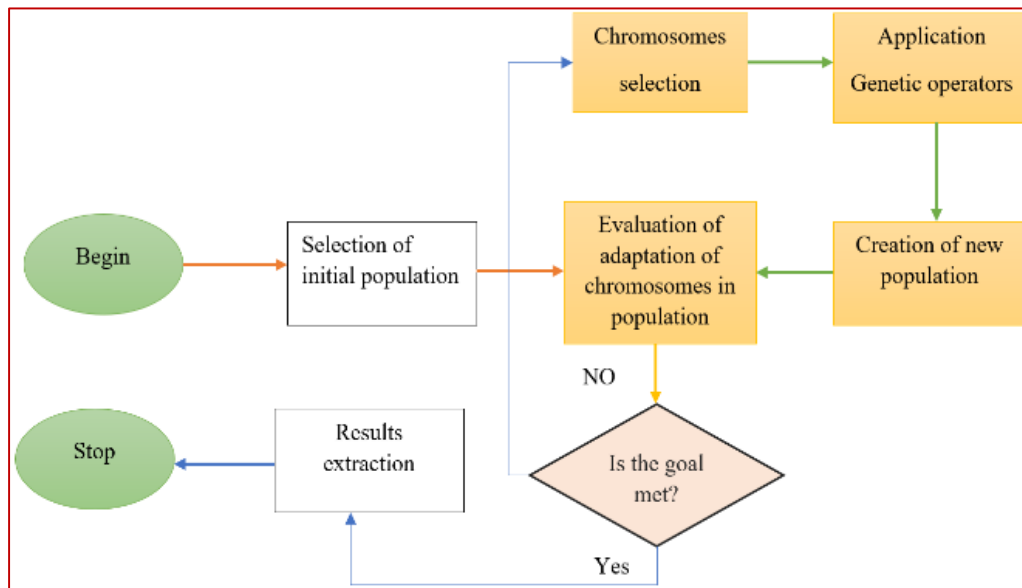 Chromosomes
selection
Application
Genetic operators
Begin
Selection of
initial population
Evaluation of
adaptation of
chromosomes in
population
Creation of new
population
NO
Stop
Results
extraction
Is the goal
met?
Yes